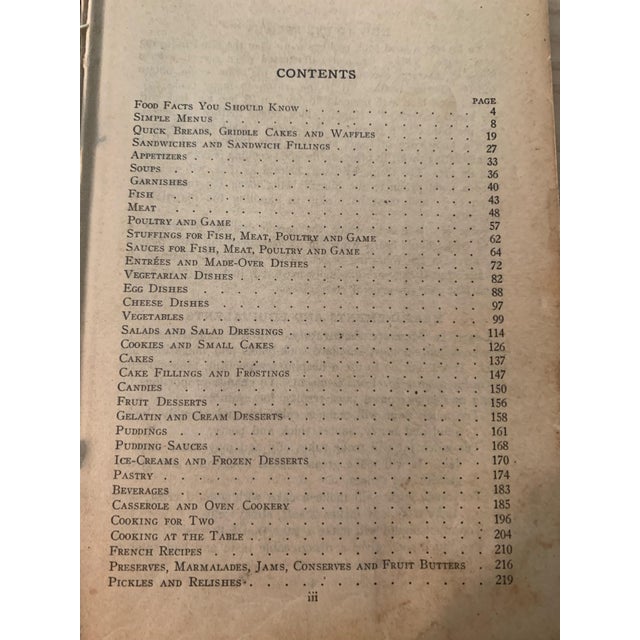 CONTENTS
PAGE
FOOD FACTS YOU SHOULD KNOW . . . . . . . . . . 4
SIMPLE MENUS . . . . . . . . . . 8
QUICK BREADS, GRIDDLE CAKES AND WAFFLES . . . . . . 19
SANDWICHES AND SANDWICH FILLINGS . . . . . . . . 27
APPETIZERS . . . . . . . . . . 33
SOUPS . . . . . . . . . . 36
GARNISHES . . . . . . . . . . 40
FISH . . . . . . . . . . 43
MEAT . . . . . . . . . . 48
POULTRY AND GAME . . . . . . . . . . 57
STUFFINGS FOR FISH, MEAT, POULTRY AND GAME . . . . . . 62
SAUCES FOR FISH, MEAT, POULTRY AND GAME . . . . . . 64
ENTRÉES AND MADE-OVER DISHES . . . . . . . . 72
VEGETARIAN DISHES . . . . . . . . . . 82
EGG DISHES . . . . . . . . . . 88
CHEESE DISHES . . . . . . . . . . 97
VEGETABLES . . . . . . . . . . 99
SALADS AND SALAD DRESSINGS . . . . . . . . 114
COOKIES AND SMALL CAKES . . . . . . . . 126
CAKES . . . . . . . . . . 137
CAKE FILLINGS AND FROSTINGS . . . . . . . . 147
CANDIES . . . . . . . . . . 150
FRUIT DESSERTS . . . . . . . . . . 156
GELATIN AND CREAM DESSERTS . . . . . . . . 158
PUDDINGS . . . . . . . . . . 161
PUDDING SAUCES . . . . . . . . . . 168
ICE-CREAMS AND FROZEN DESSERTS . . . . . . . . 170
PASTRY . . . . . . . . . . 174
BEVERAGES . . . . . . . . . . 183
CASSEROLE AND OVEN COOKERY . . . . . . . . 185
COOKING FOR TWO . . . . . . . . . . 196
COOKING AT THE TABLE . . . . . . . . . . 204
FRENCH RECIPES . . . . . . . . . . 210
PRESERVES, MARMALADES, JAMS, CONSERVES AND FRUIT BUTTERS . . 216
PICKLES AND RELISHES . . . . . . . . . . 219
iii